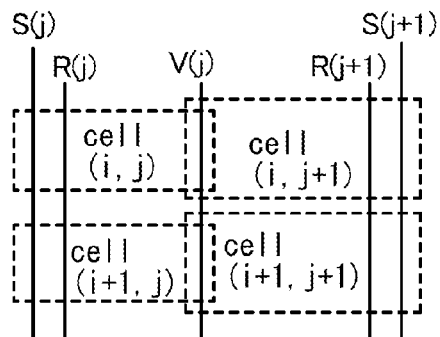 S(j)
S(j+1)
R(j)
V(j)
R(j+1)
cell
(i, j)
cell
(i, j+1)
cell
(i+1, j)
cell
(i+1, j+1)